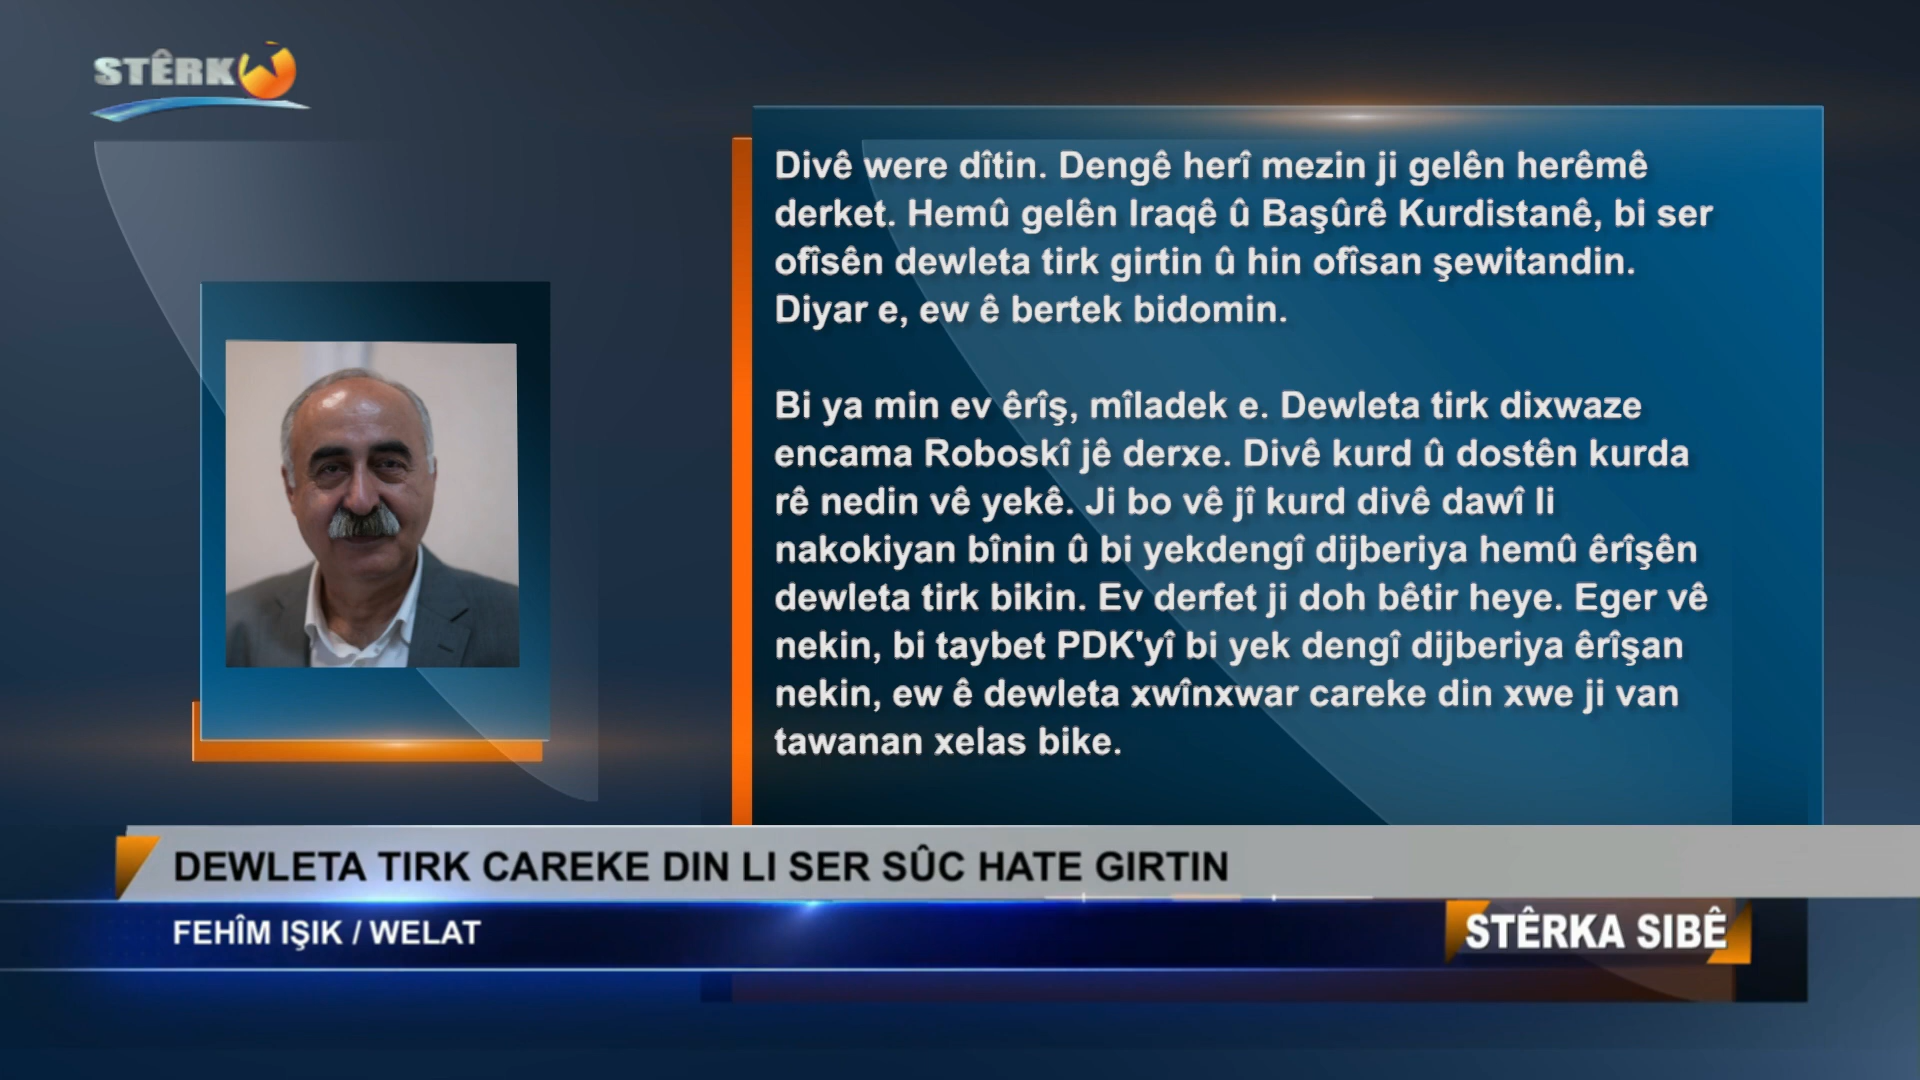 STÊRK
Divê were dîtin. Dengê herî mezin ji gelên herêmê
derket. Hemû gelên Iraqê û Başûrê Kurdistanê, bi ser
ofîsên dewleta tirk girtin û hin ofîsan şewitandin.
Diyar e, ew ê bertek bidomin.
Bi ya min ev êrîş, mîladek e. Dewleta tirk dixwaze
encama Roboskî jê derxe. Divê kurd û dostên kurda
rê nedin vê yekê. Ji bo vê jî kurd divê dawî li
nakokiyan bînin û bi yekdengî dijberiya hemû êrîşên
dewleta tirk bikin. Ev derfet ji doh bêtir heye. Eger vê
nekin, bi taybet PDK'yî bi yek dengî dijberiya êrîşan
nekin, ew ê dewleta xwînxwar careke din xwe ji van
tawanan xelas bike.
DEWLETA TIRK CAREKE DIN LI SER SÛC HATE GIRTIN
FEHÎM IŞIK / WELAT
STÊRKA SIBÊ